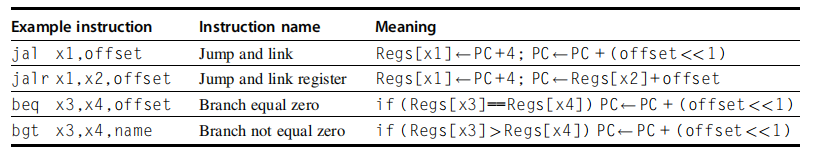 Example instruction Instruction name Meaning
jal x1,offset Jump and link Regs[x1]←PC+4; PC←PC+(offset<<1)
jalr x1,x2,offset Jump and link register Regs[x1]←PC+4; PC←Regs[x2]+offset
beq x3,x4,offset Branch equal zero if(Regs[x3]==Regs[x4]) PC←PC+(offset<<1)
bgt x3,x4,name Branch not equal zero if(Regs[x3]>Regs[x4]) PC←PC+(offset<<1)